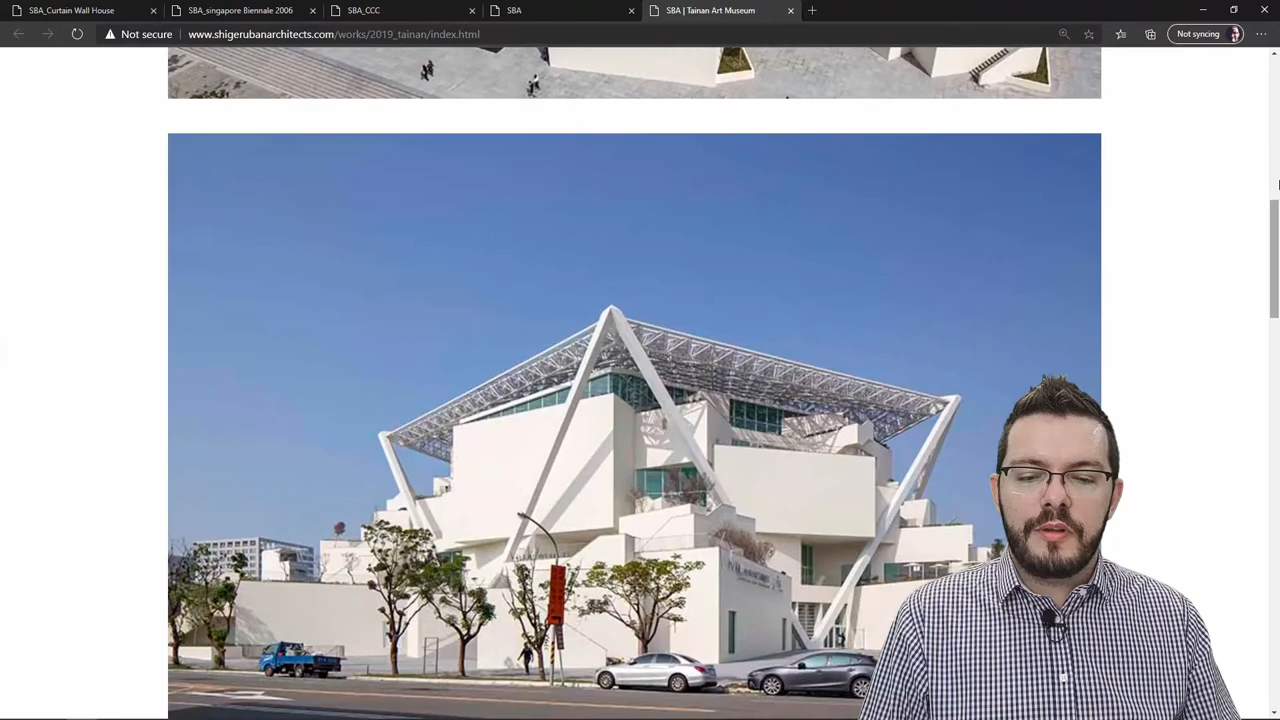 SBA_Curtain Wall House
SBA_singapore Biennale 2006
SBA_CCC
SBA
SBA | Tainan Art Museum
Not secure
www.shigerubanarchitects.com/works/2019_tainan/index.html
Not syncing